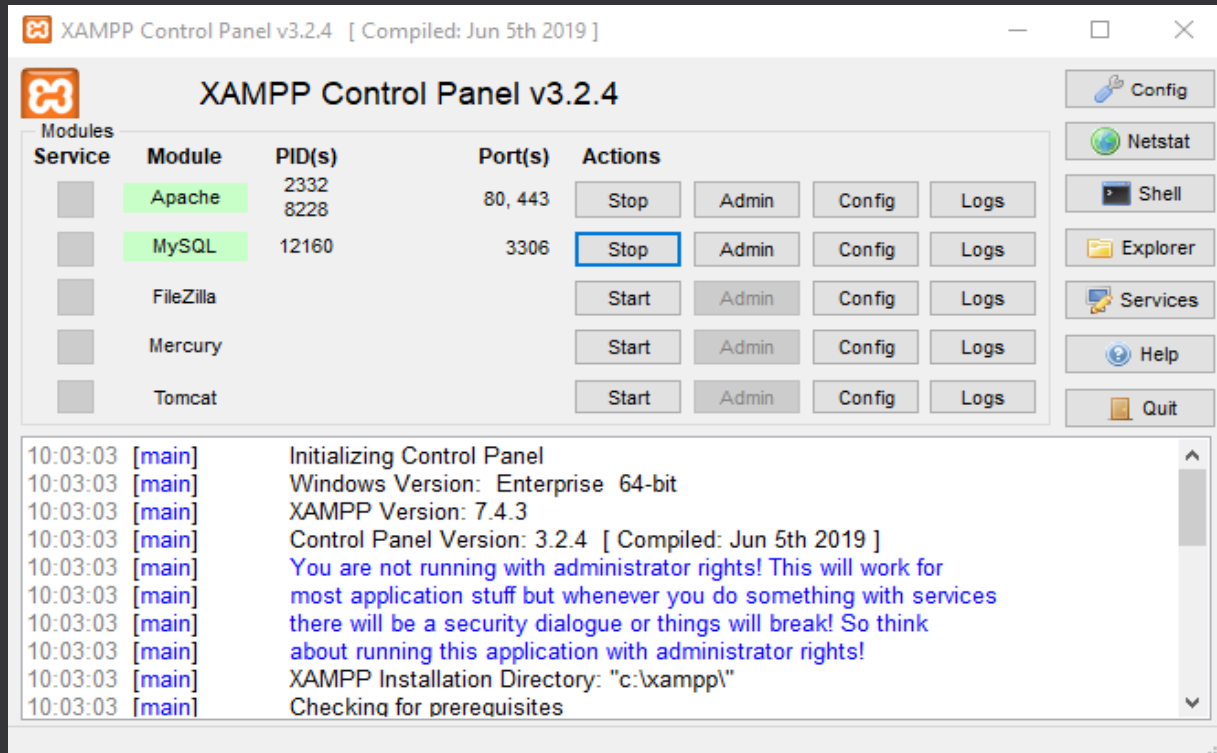 XAMPP Control Panel v3.2.4 [ Compiled: Jun 5th 2019 ]
XAMPP Control Panel v3.2.4
Config
Modules
Netstat
Service Module PID(s) Port(s) Actions
Apache 2332 8228 80, 443 Stop Admin Config Logs
Shell
MySQL 12160 3306 Stop Admin Config Logs
Explorer
FileZilla Start Admin Config Logs
Services
Mercury Start Admin Config Logs
Help
Tomcat Start Admin Config Logs
Quit
10:03:03 [main] Initializing Control Panel
10:03:03 [main] Windows Version: Enterprise 64-bit
10:03:03 [main] XAMPP Version: 7.4.3
10:03:03 [main] Control Panel Version: 3.2.4 [ Compiled: Jun 5th 2019 ]
10:03:03 [main] You are not running with administrator rights! This will work for
10:03:03 [main] most application stuff but whenever you do something with services
10:03:03 [main] there will be a security dialogue or things will break! So think
10:03:03 [main] about running this application with administrator rights!
10:03:03 [main] XAMPP Installation Directory: "c:\xampp\"
10:03:03 [main] Checking for prerequisites